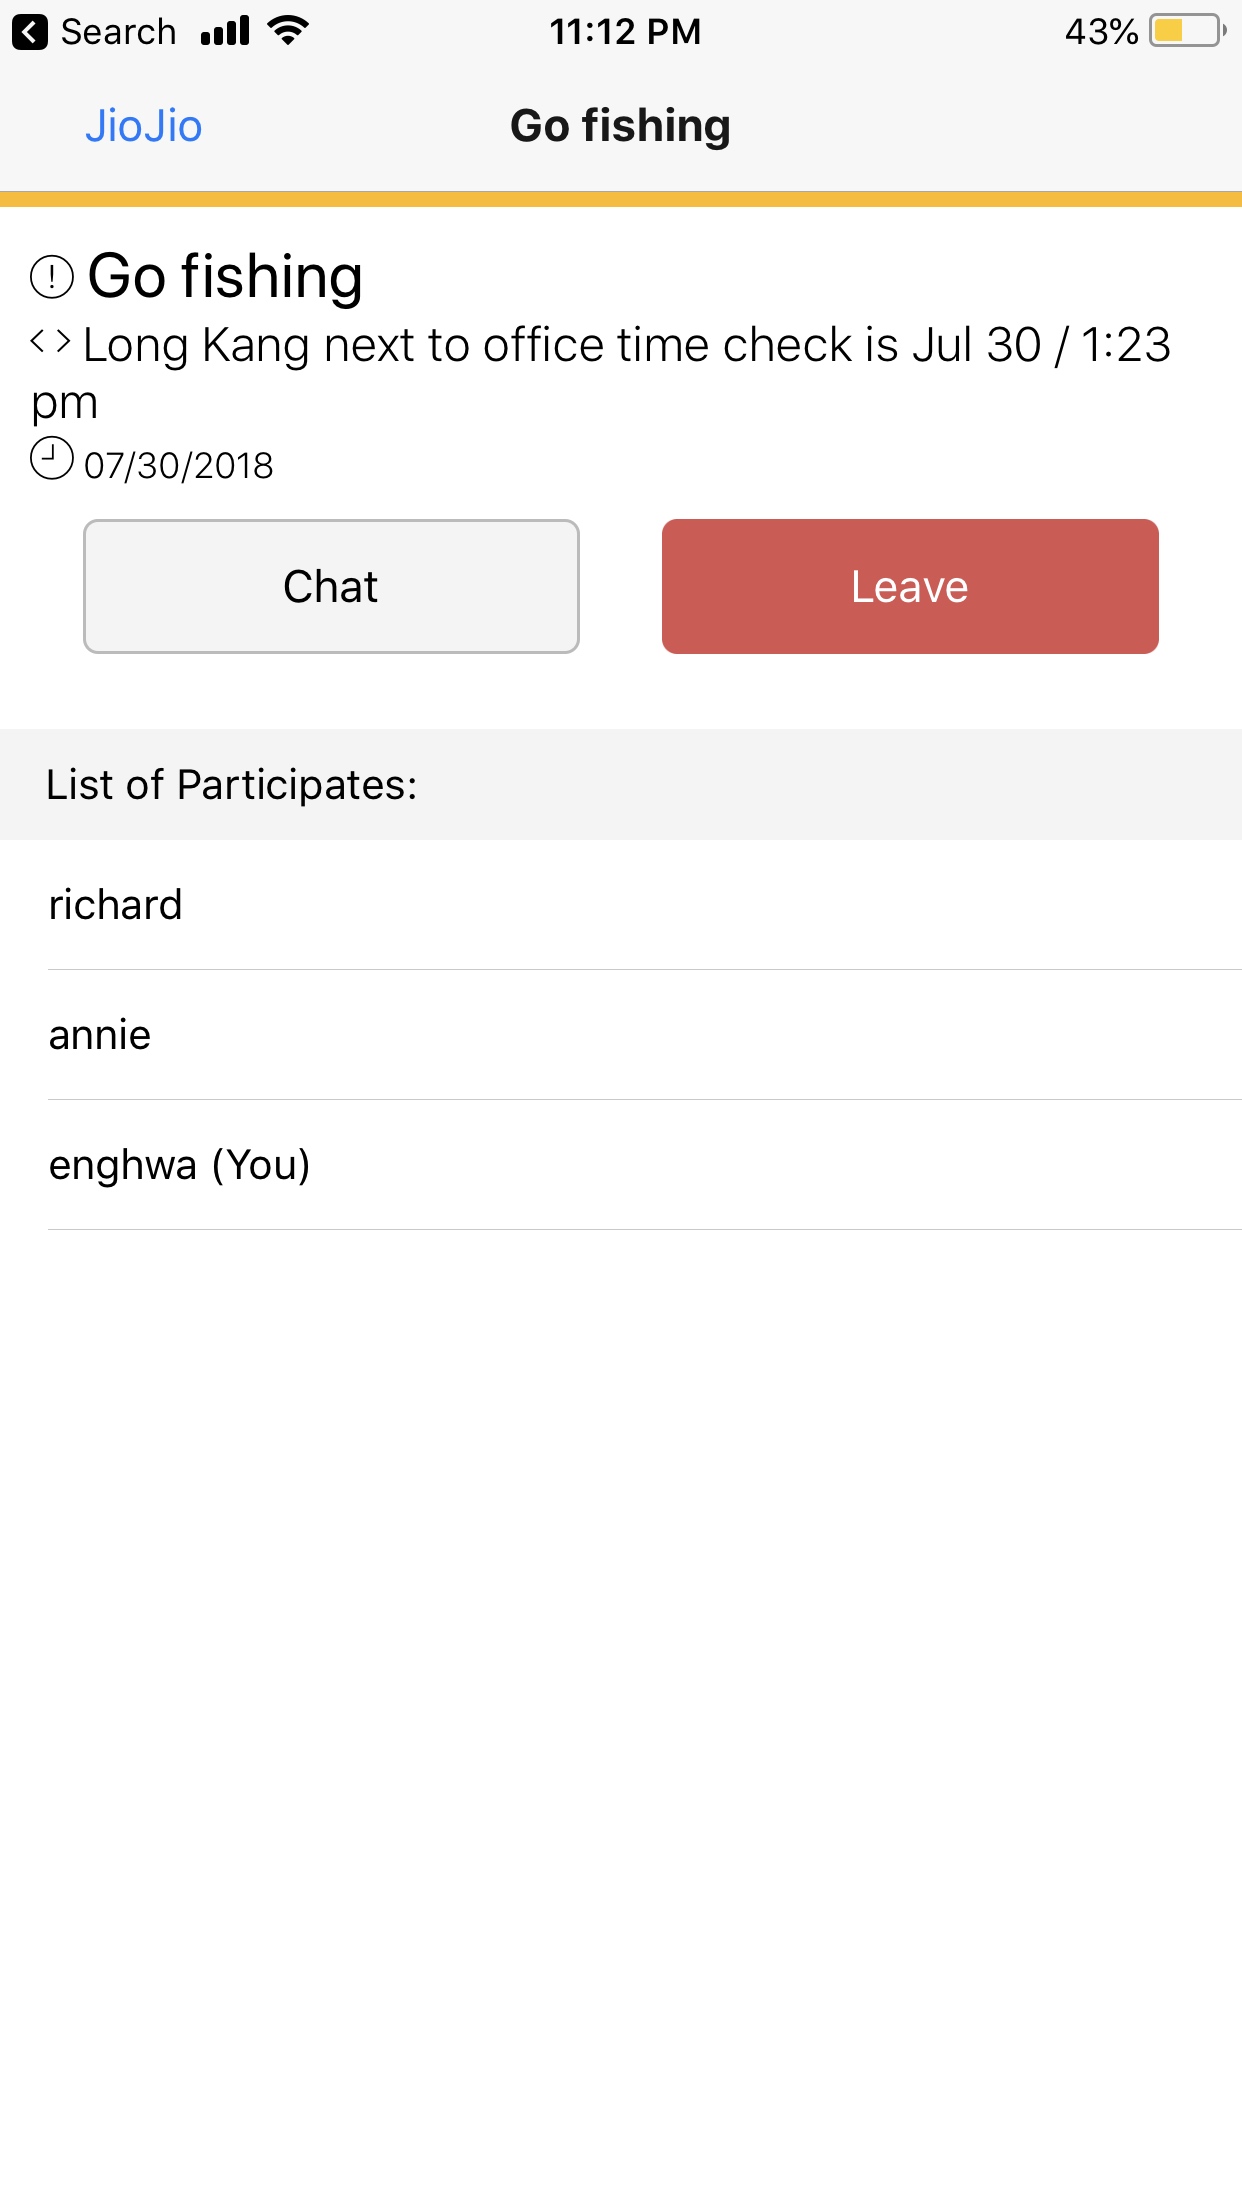 Search 11:12 PM 43%
JioJio Go fishing
Go fishing
Long Kang next to office time check is Jul 30 / 1:23
pm
07/30/2018
Chat Leave
List of Participates:
richard
annie
enghwa (You)